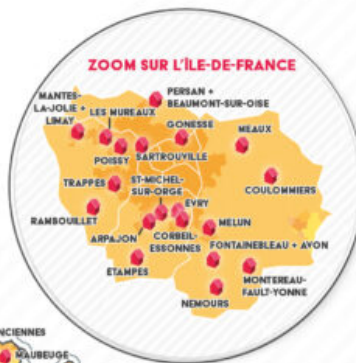 ZOOM SUR L'ÎLE-DE-FRANCE
PERSAN +
BEAUMONT-SUR-OISE
MANTES-
LA-JOLIE +
LIMAY
LES MUREAUX
GONESSE
MEAUX
POISSY
SARTROUVILLE
TRAPPES
ST-MICHEL-
SUR-ORGE
COULOMMIERS
RAMBOUILLET
EVRY
ARPAJON
CORBEIL-
ESSONNES
MELUN
FONTAINEBLEAU + AVON
ETAMPES
MONTEREAU-
FAULT-YONNE
NEMOURS
NCIENNES
MAUBEUGE